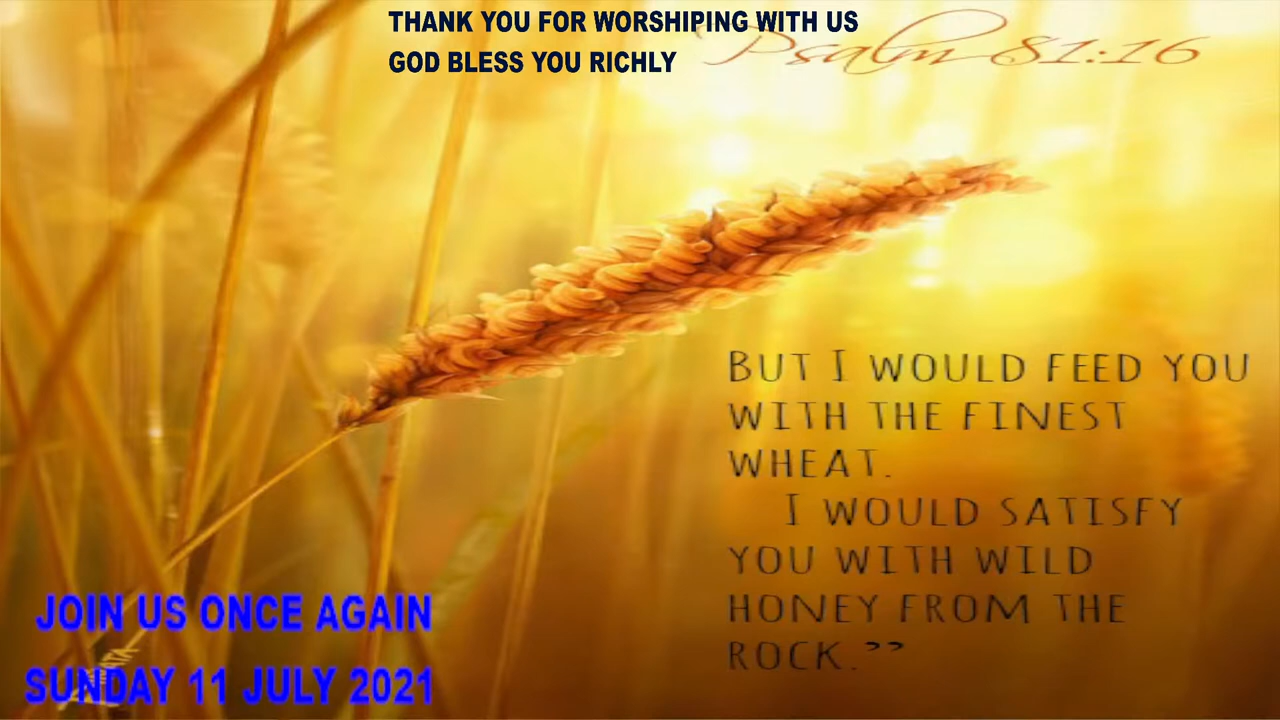 THANK YOU FOR WORSHIPING WITH US
GOD BLESS YOU RICHLY
Psalm 81:16
BUT I WOULD FEED YOU
WITH THE FINEST
WHEAT.
I WOULD SATISFY
YOU WITH WILD
HONEY FROM THE
ROCK.”
JOIN US ONCE AGAIN
SUNDAY 11 JULY 2021